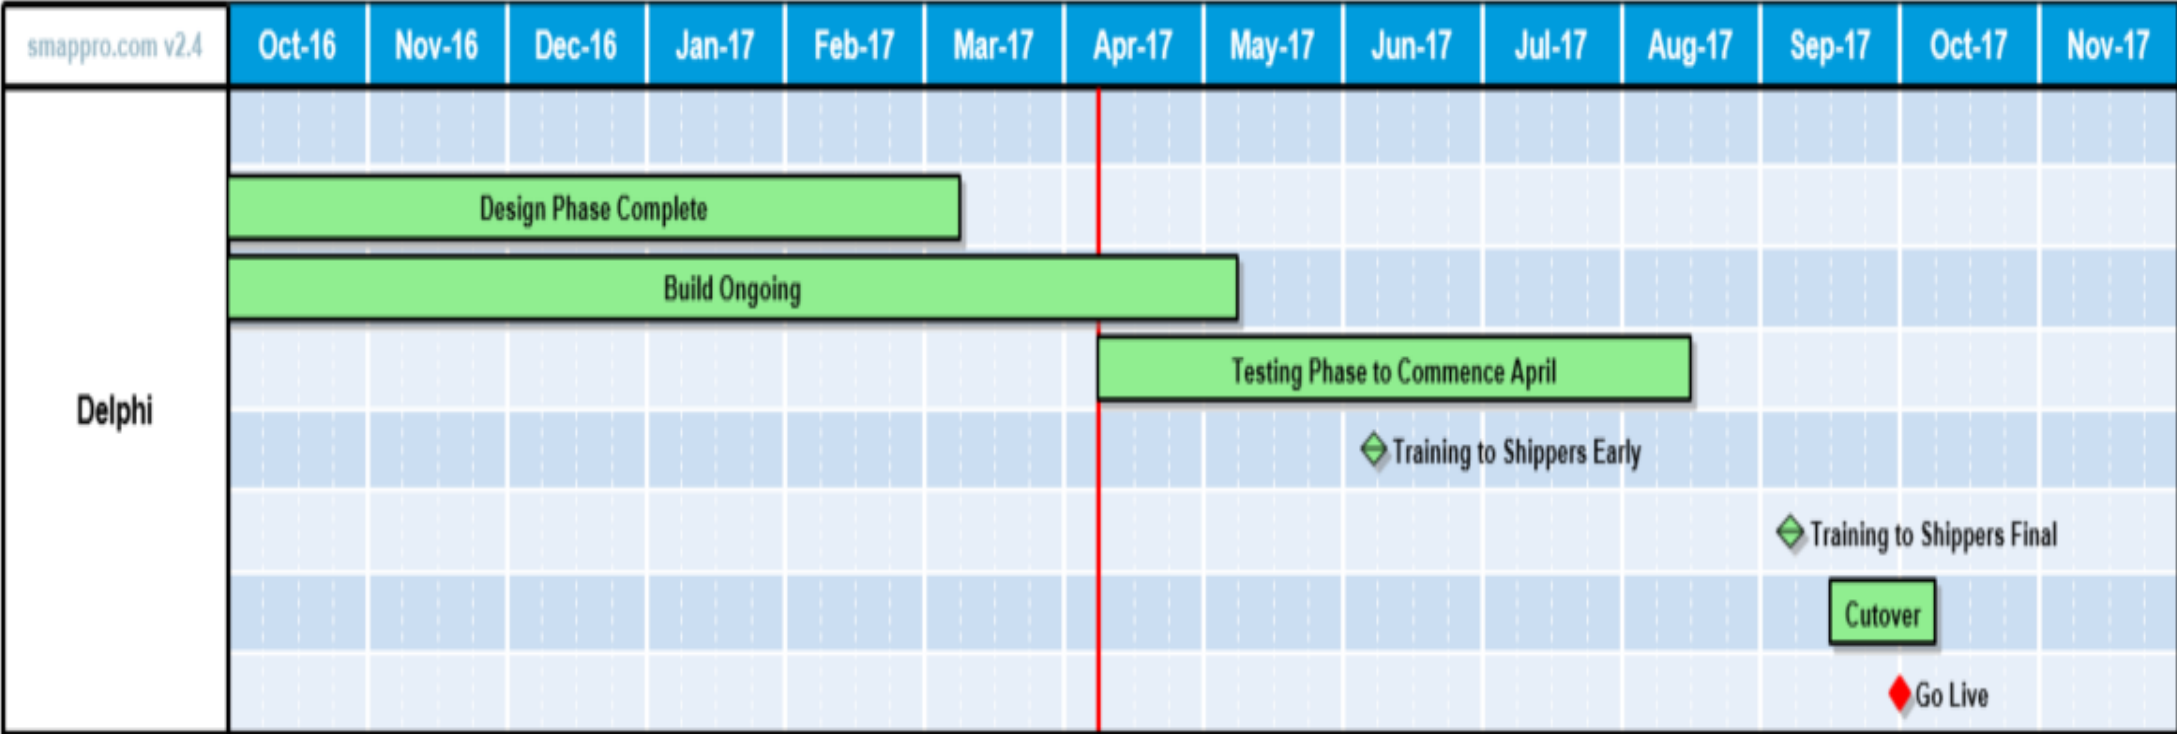 smappro.com v2.4 Oct-16 Nov-16 Dec-16 Jan-17 Feb-17 Mar-17 Apr-17 May-17 Jun-17 Jul-17 Aug-17 Sep-17 Oct-17 Nov-17
Design Phase Complete
Build Ongoing
Testing Phase to Commence April
Delphi
Training to Shippers Early
Training to Shippers Final
Cutover
Go Live